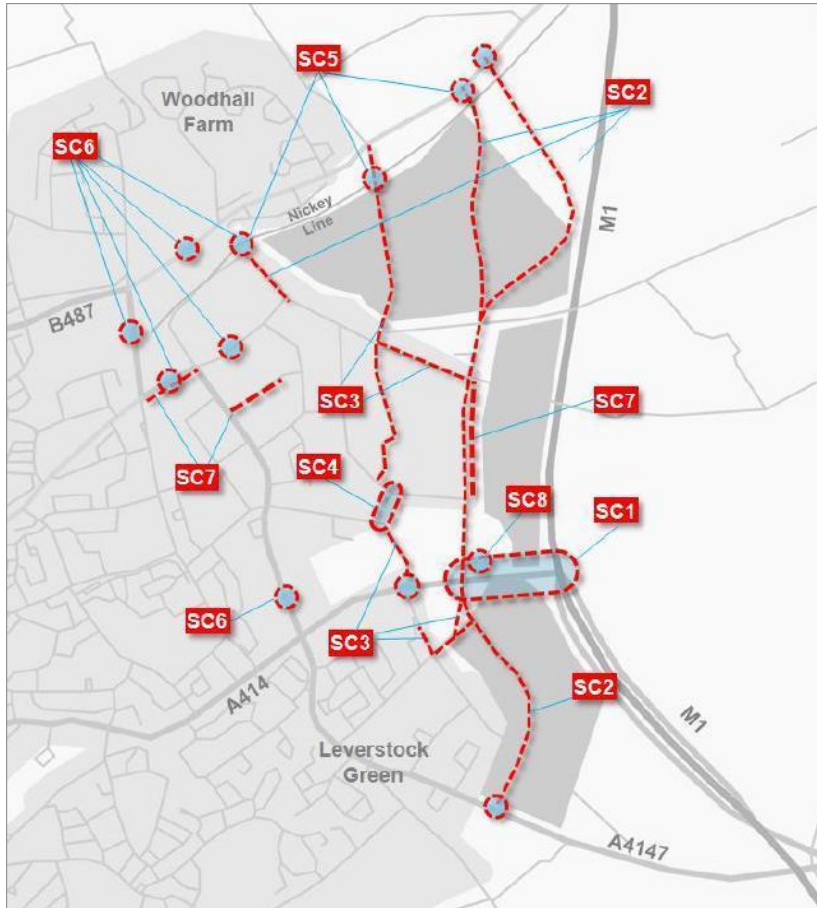 SC5
Woodhall
Farm
SC2
SC6
Nickey
Line
M1
B487
SC3
SC7
SC7
SC4
SC8
SC1
SC6
SC3
SC2
A414
M1
Leverstock
Green
A4147